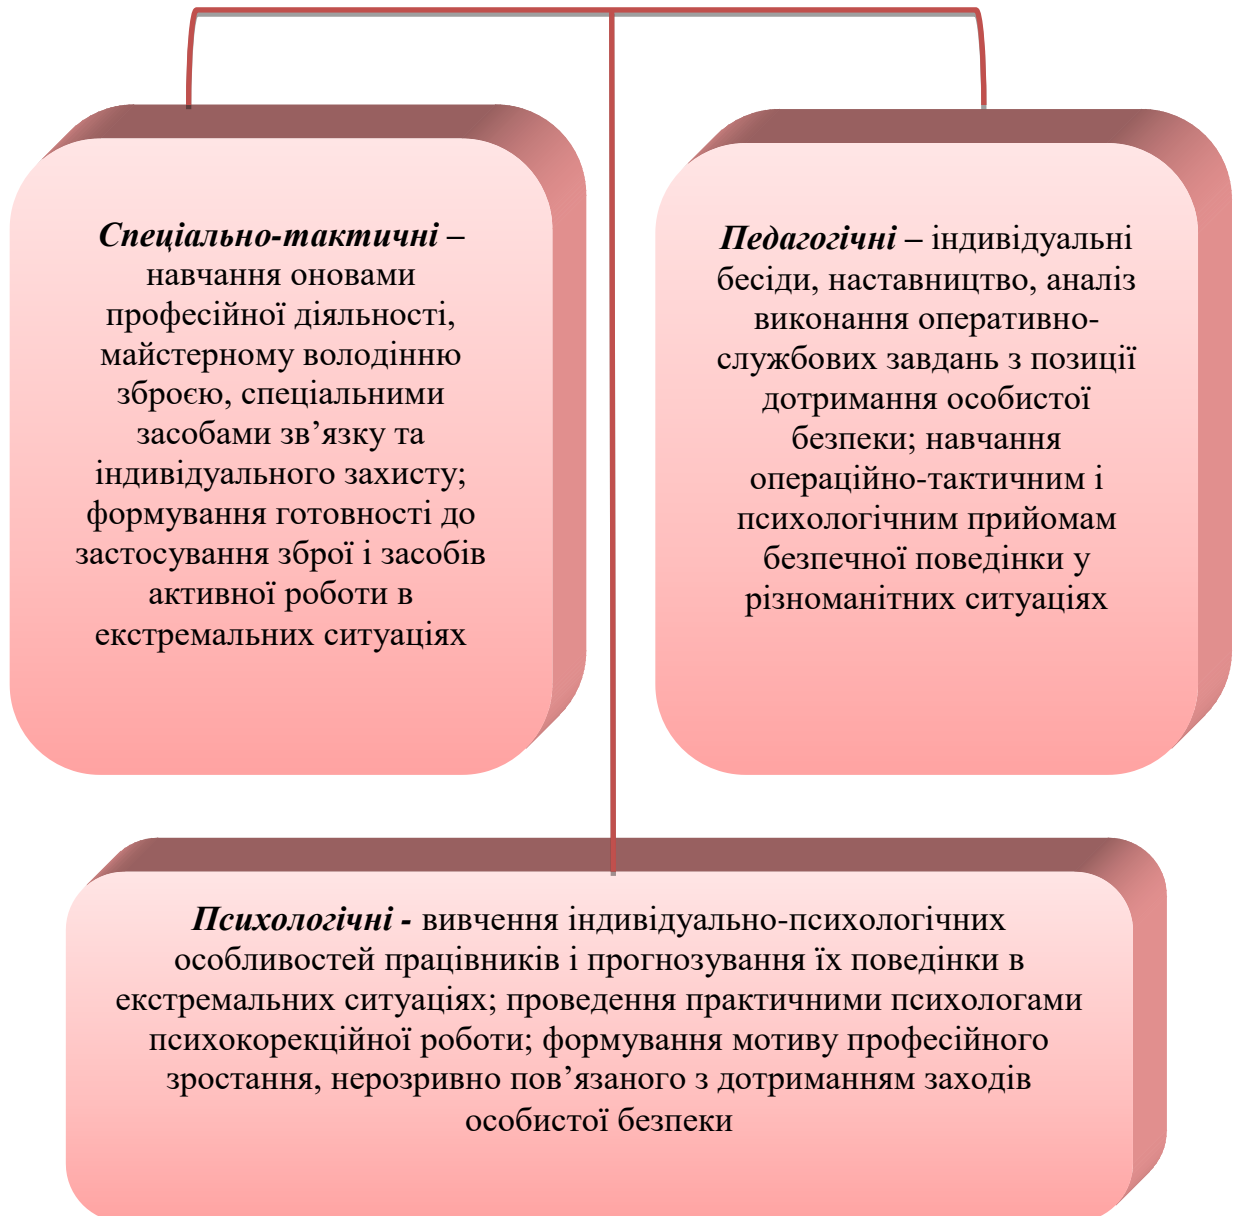 Спеціально-тактичні –
навчання оновами
професійної діяльності,
майстерному володінню
зброєю, спеціальними
засобами зв’язку та
індивідуального захисту;
формування готовності до
застосування зброї і засобів
активної роботи в
екстремальних ситуаціях
Педагогічні – індивідуальні
бесіди, наставництво, аналіз
виконання оперативно-
службових завдань з позиції
дотримання особистої
безпеки; навчання
операційно-тактичним і
психологічним прийомам
безпечної поведінки у
різноманітних ситуаціях
Психологічні - вивчення індивідуально-психологічних
особливостей працівників і прогнозування їх поведінки в
екстремальних ситуаціях; проведення практичними психологами
психокорекційної роботи; формування мотиву професійного
зростання, нерозривно пов’язаного з дотриманням заходів
особистої безпеки